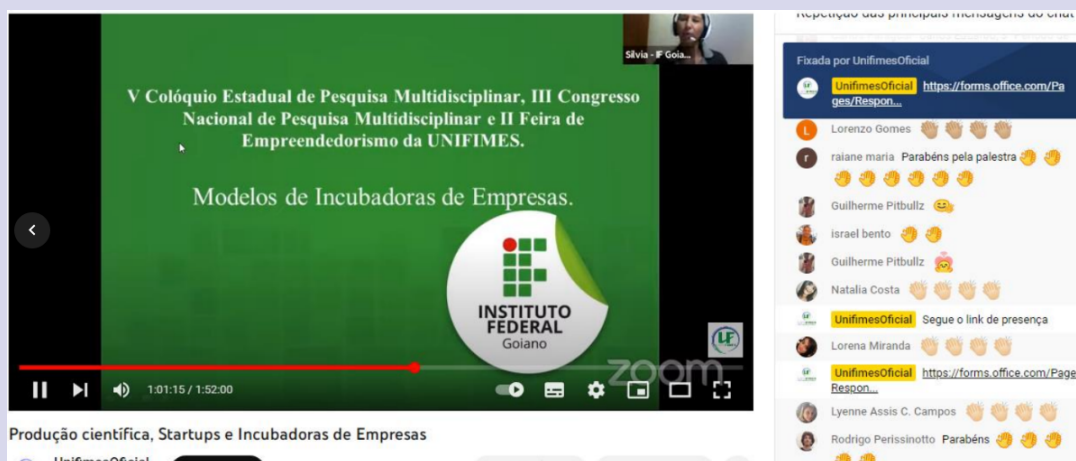 Silvia - IF Goia...
V Colóquio Estadual de Pesquisa Multidisciplinar, III Congresso
Nacional de Pesquisa Multidisciplinar e II Feira de
Empreendedorismo da UNIFIMES.
Modelos de Incubadoras de Empresas.
INSTITUTO
FEDERAL
Goiano
zoom
1:01:15 / 1:52:00
Produção científica, Startups e Incubadoras de Empresas
UnifimesOficial
Repetição das principais mensagens do chat
Fixada por UnifimesOficial
UnifimesOficial https://forms.office.com/Pa
ges/Respon...
L Lorenzo Gomes
r raiane maria Parabéns pela palestra
Guilherme Pitbullz
israel bento
Guilherme Pitbullz
Natalia Costa
UnifimesOficial Segue o link de presença
Lorena Miranda
UnifimesOficial https://forms.office.com/Page
Respon...
Lyenne Assis C. Campos
Rodrigo Perissinotto Parabéns